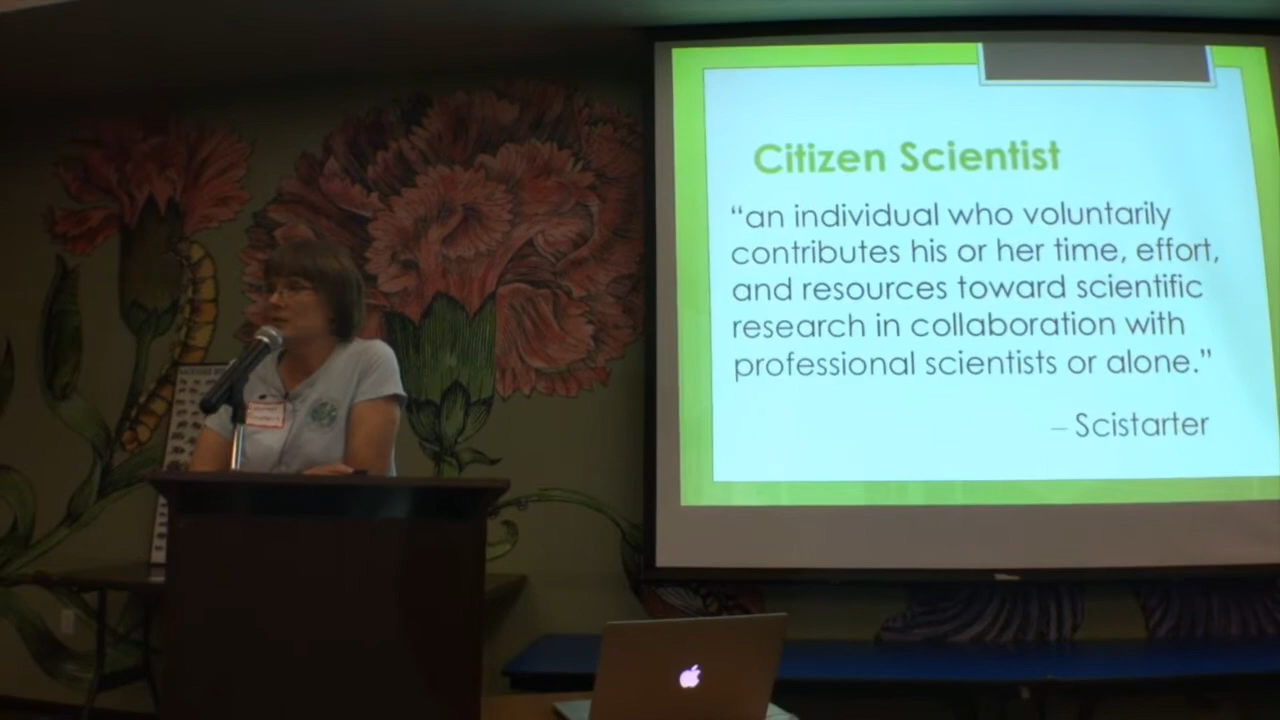 Citizen Scientist
“an individual who voluntarily
contributes his or her time, effort,
and resources toward scientific
research in collaboration with
professional scientists or alone.”
– Scistarter